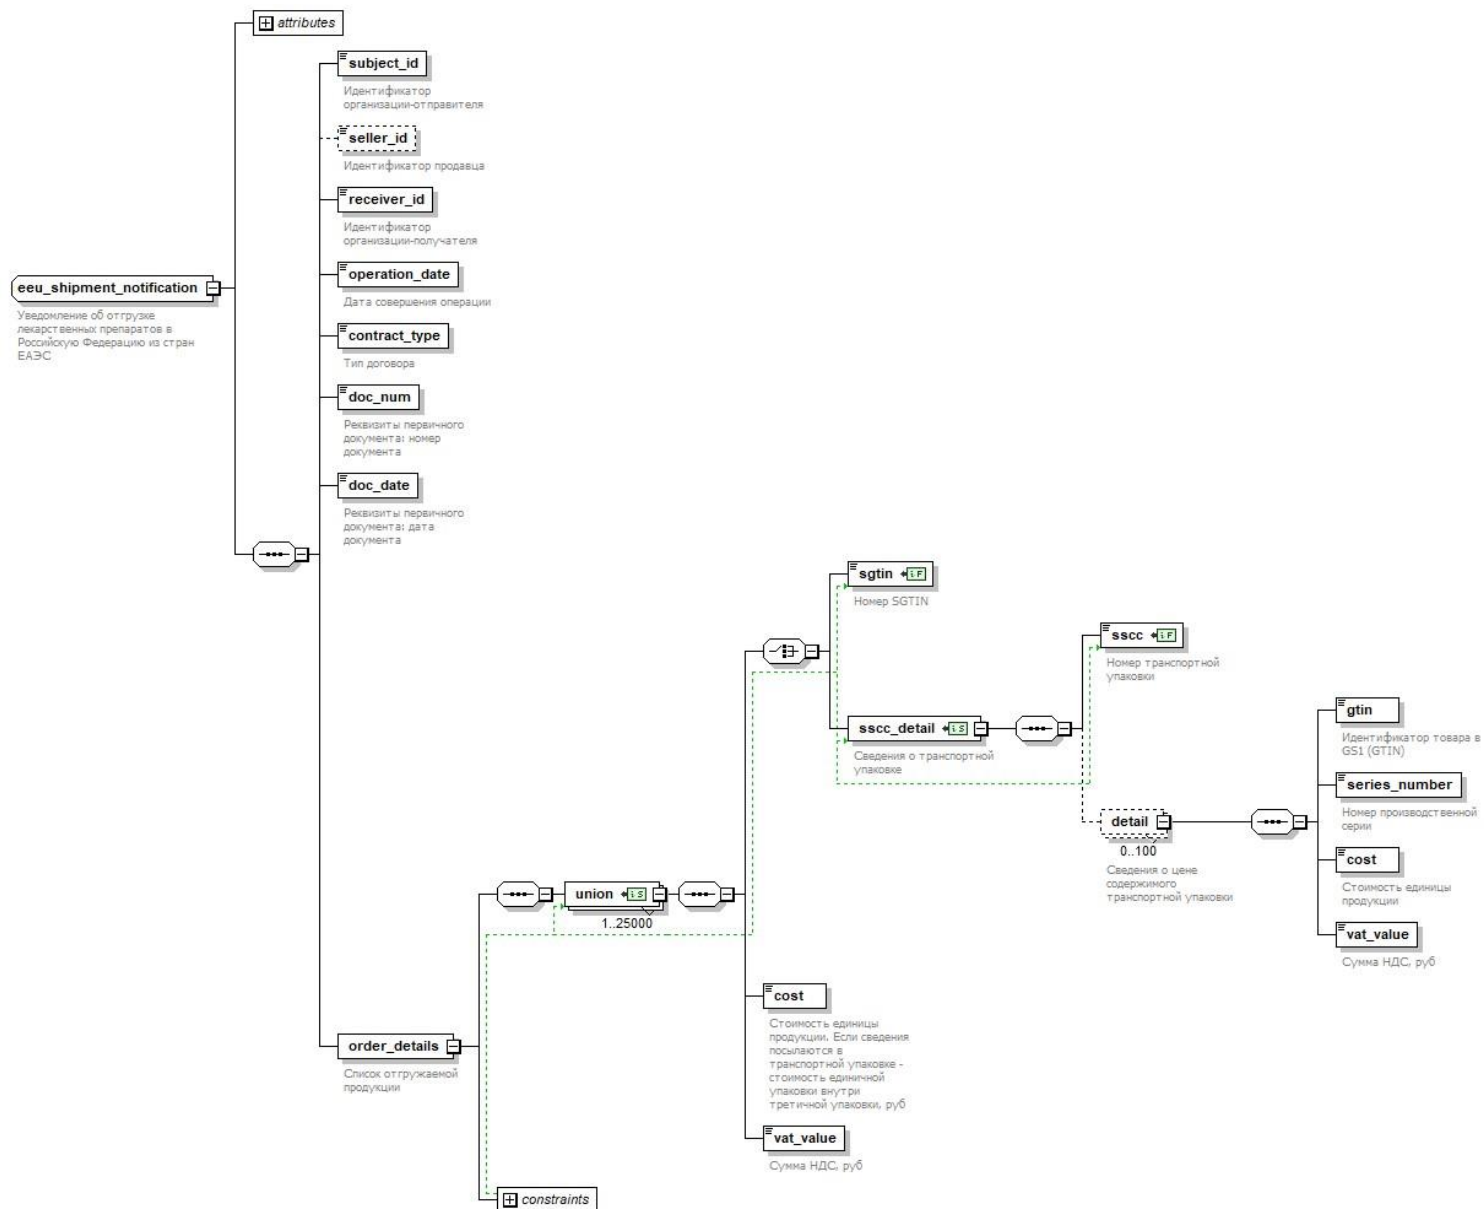 attributes
subject_id
Идентификатор
организации-отправителя
seller_id
Идентификатор продавца
receiver_id
Идентификатор
организации-получателя
operation_date
Дата совершения операции
eeu_shipment_notification
Уведомление об отгрузке
лекарственных препаратов в
Российскую Федерацию из стран
ЕАЭС
contract_type
Тип договора
doc_num
Реквизиты первичного
документа: номер
документа
doc_date
Реквизиты первичного
документа: дата
документа
sgtin iF
Номер SGTIN
sscc iF
Номер транспортной
упаковки
sscc_detail iS
Сведения о транспортной
упаковке
gtin
Идентификатор товара в
GS1 (GTIN)
series_number
Номер производственной
серии
detail
0..100
Сведения о цене
содержимого
транспортной упаковки
cost
Стоимость единицы
продукции
vat_value
Сумма НДС, руб
union iS
1..25000
cost
Стоимость единицы
продукции. Если сведения
посылаются в
транспортной упаковке -
стоимость единичной
упаковки внутри
третичной упаковки, руб
order_details
Список отгружаемой
продукции
vat_value
Сумма НДС, руб
constraints